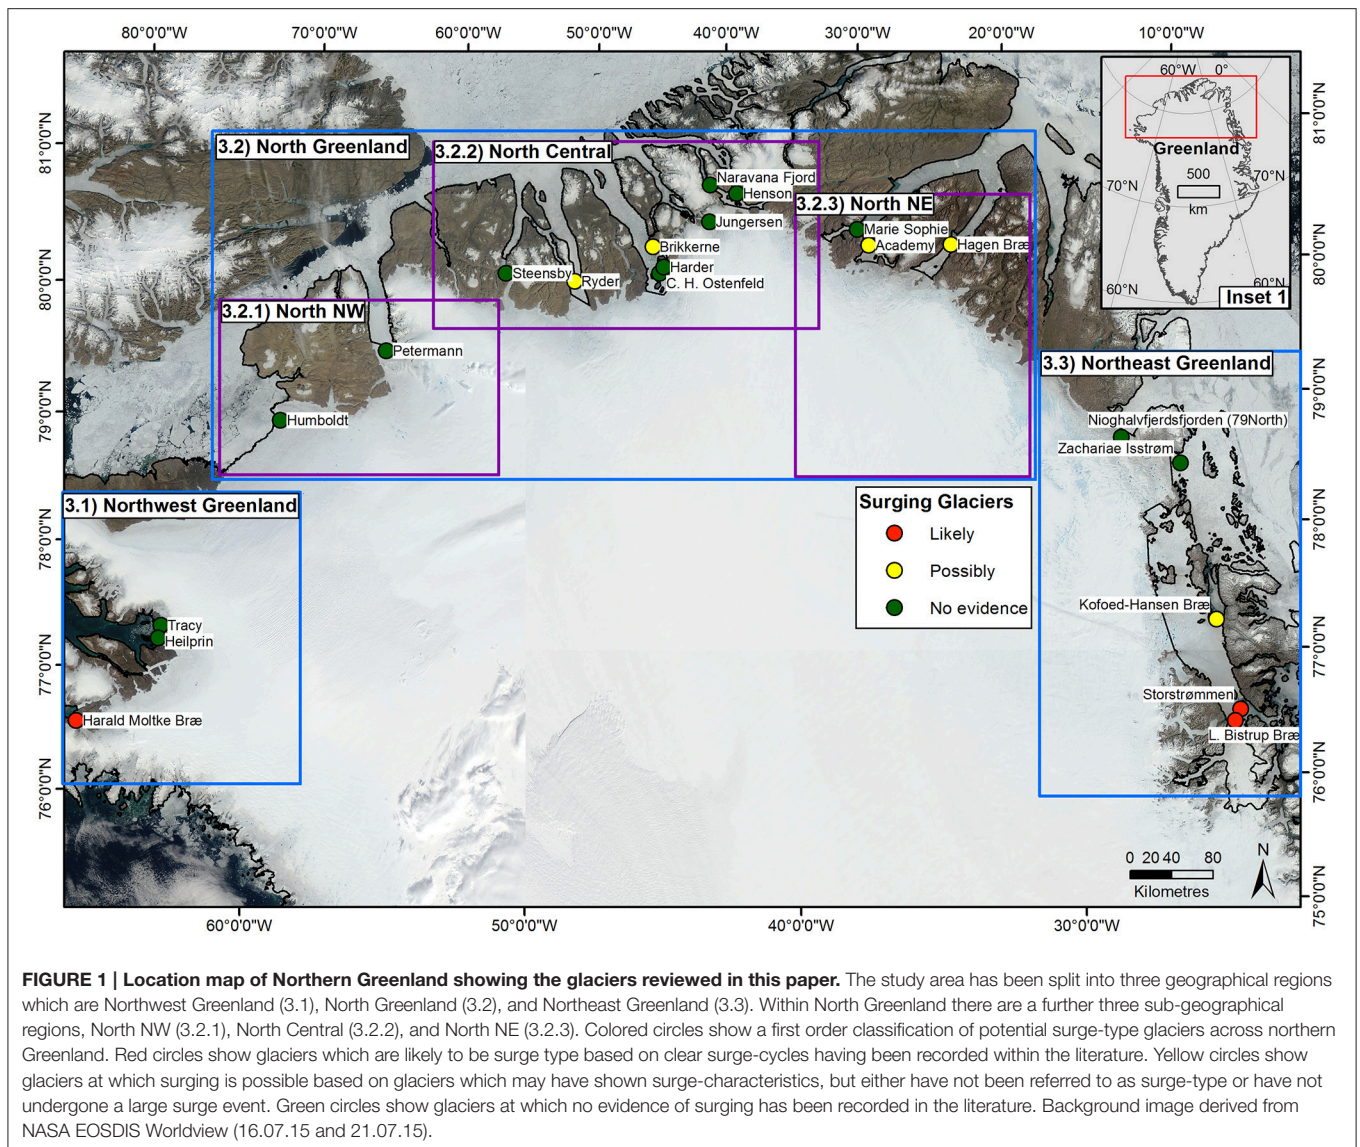 80°0'0"W 70°0'0"W 60°0'0"W 50°0'0"W 40°0'0"W 30°0'0"W 20°0'0"W 10°0'0"W
81°0'0"N
80°0'0"N
79°0'0"N
78°0'0"N
77°0'0"N
76°0'0"N
81°0'0"N
80°0'0"N
79°0'0"N
78°0'0"N
77°0'0"N
76°0'0"N
75°0'0"N
60°W 0°
Greenland
70°N
70°N
500
km
60°N
60°N
Inset 1
3.2) North Greenland
3.2.2) North Central
Naravana Fjord
Henson
Jungersen
Brikkerne
Harder
C. H. Ostenfeld
Steensby
Ryder
3.2.3) North NE
Marie Sophie
Academy
Hagen Bræ
3.2.1) North NW
Petermann
Humboldt
3.3) Northeast Greenland
Nioghalvfjerdsfjorden (79North)
Zachariae Isstrøm
Kofoed-Hansen Bræ
Storstrømmen
L. Bistrup Bræ
3.1) Northwest Greenland
Tracy
Heilprin
Harald Moltke Bræ
Surging Glaciers
Likely
Possibly
No evidence
0 20 40 80
Kilometres
N
60°0'0"W 50°0'0"W 40°0'0"W 30°0'0"W
FIGURE 1 | Location map of Northern Greenland showing the glaciers reviewed in this paper. The study area has been split into three geographical regions
which are Northwest Greenland (3.1), North Greenland (3.2), and Northeast Greenland (3.3). Within North Greenland there are a further three sub-geographical
regions, North NW (3.2.1), North Central (3.2.2), and North NE (3.2.3). Colored circles show a first order classification of potential surge-type glaciers across northern
Greenland. Red circles show glaciers which are likely to be surge type based on clear surge-cycles having been recorded within the literature. Yellow circles show
glaciers at which surging is possible based on glaciers which may have shown surge-characteristics, but either have not been referred to as surge-type or have not
undergone a large surge event. Green circles show glaciers at which no evidence of surging has been recorded in the literature. Background image derived from
NASA EOSDIS Worldview (16.07.15 and 21.07.15).